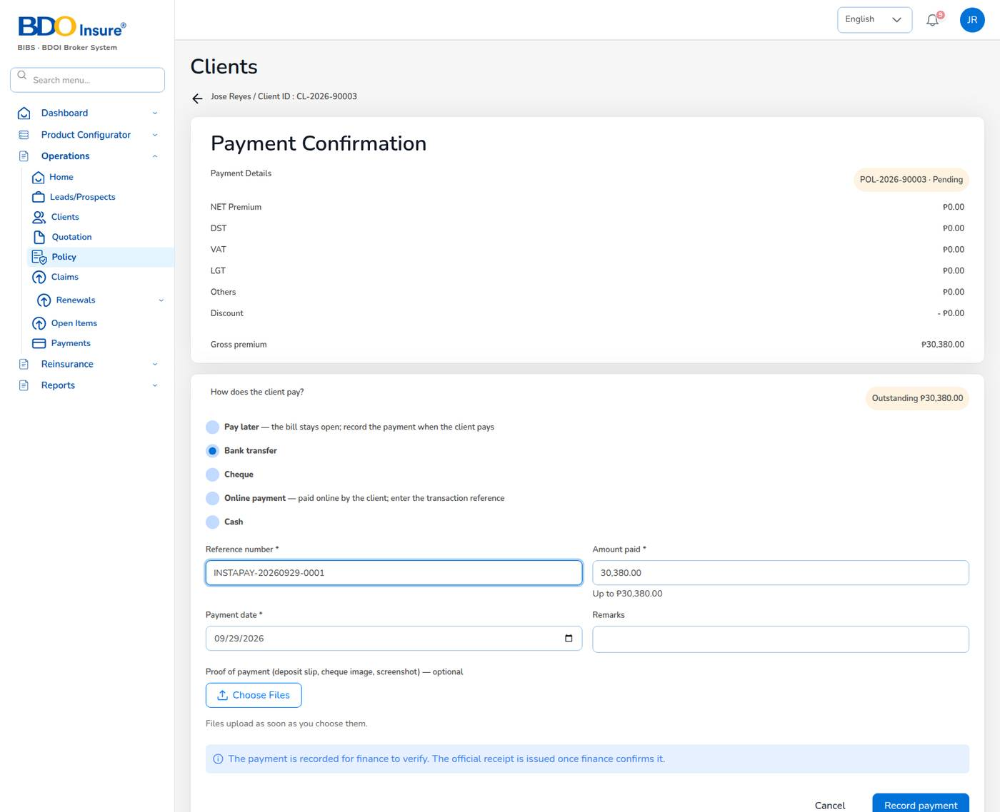 BDO Insure®
BIBS · BDOI Broker System
Search menu...
Dashboard
Product Configurator
Operations
Home
Leads/Prospects
Clients
Quotation
Policy
Claims
Renewals
Open Items
Payments
Reinsurance
Reports
English
9
JR
Clients
Jose Reyes / Client ID : CL-2026-90003
Payment Confirmation
Payment Details
POL-2026-90003 · Pending
NET Premium ₱0.00
DST ₱0.00
VAT ₱0.00
LGT ₱0.00
Others ₱0.00
Discount - ₱0.00
Gross premium ₱30,380.00
How does the client pay?
Outstanding ₱30,380.00
Pay later — the bill stays open; record the payment when the client pays
Bank transfer
Cheque
Online payment — paid online by the client; enter the transaction reference
Cash
Reference number * Amount paid *
INSTAPAY-20260929-0001 30,380.00
Up to ₱30,380.00
Payment date * Remarks
09/29/2026
Proof of payment (deposit slip, cheque image, screenshot) — optional
Choose Files
Files upload as soon as you choose them.
The payment is recorded for finance to verify. The official receipt is issued once finance confirms it.
Cancel Record payment